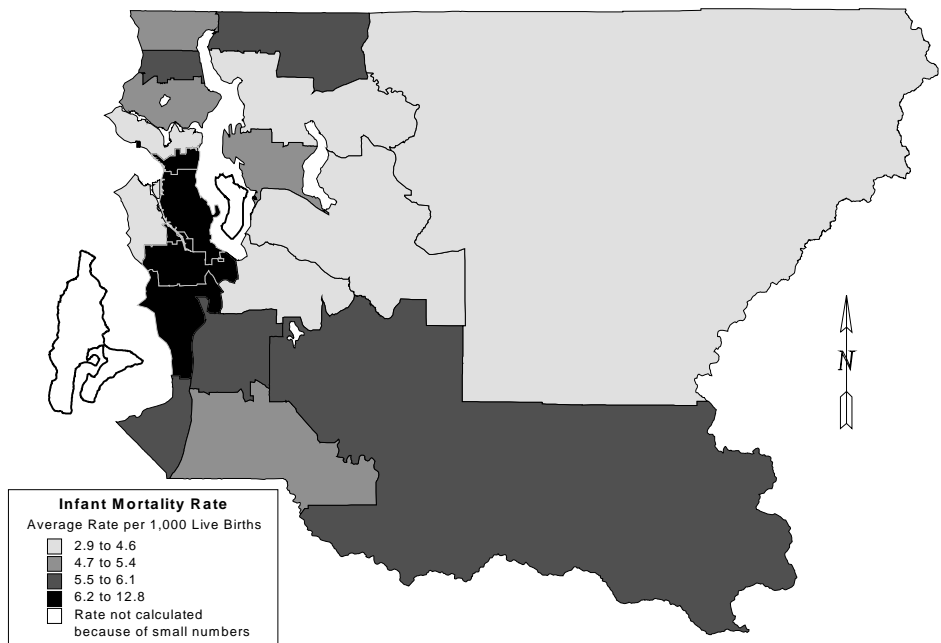 N
Infant Mortality Rate
Average Rate per 1,000 Live Births
2.9 to 4.6
4.7 to 5.4
5.5 to 6.1
6.2 to 12.8
Rate not calculated
because of small numbers